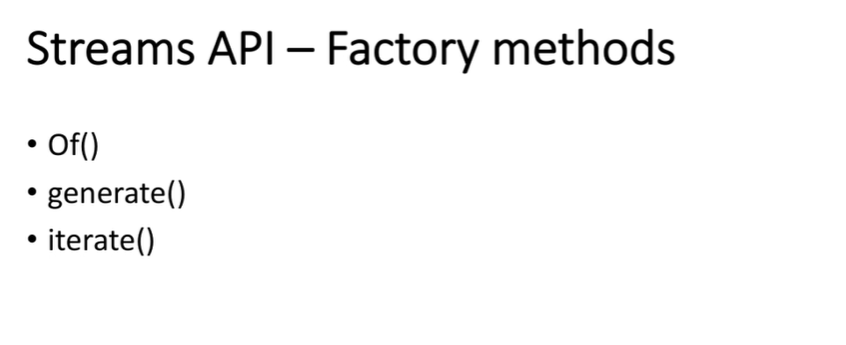 Streams API – Factory methods
• Of()
• generate()
• iterate()